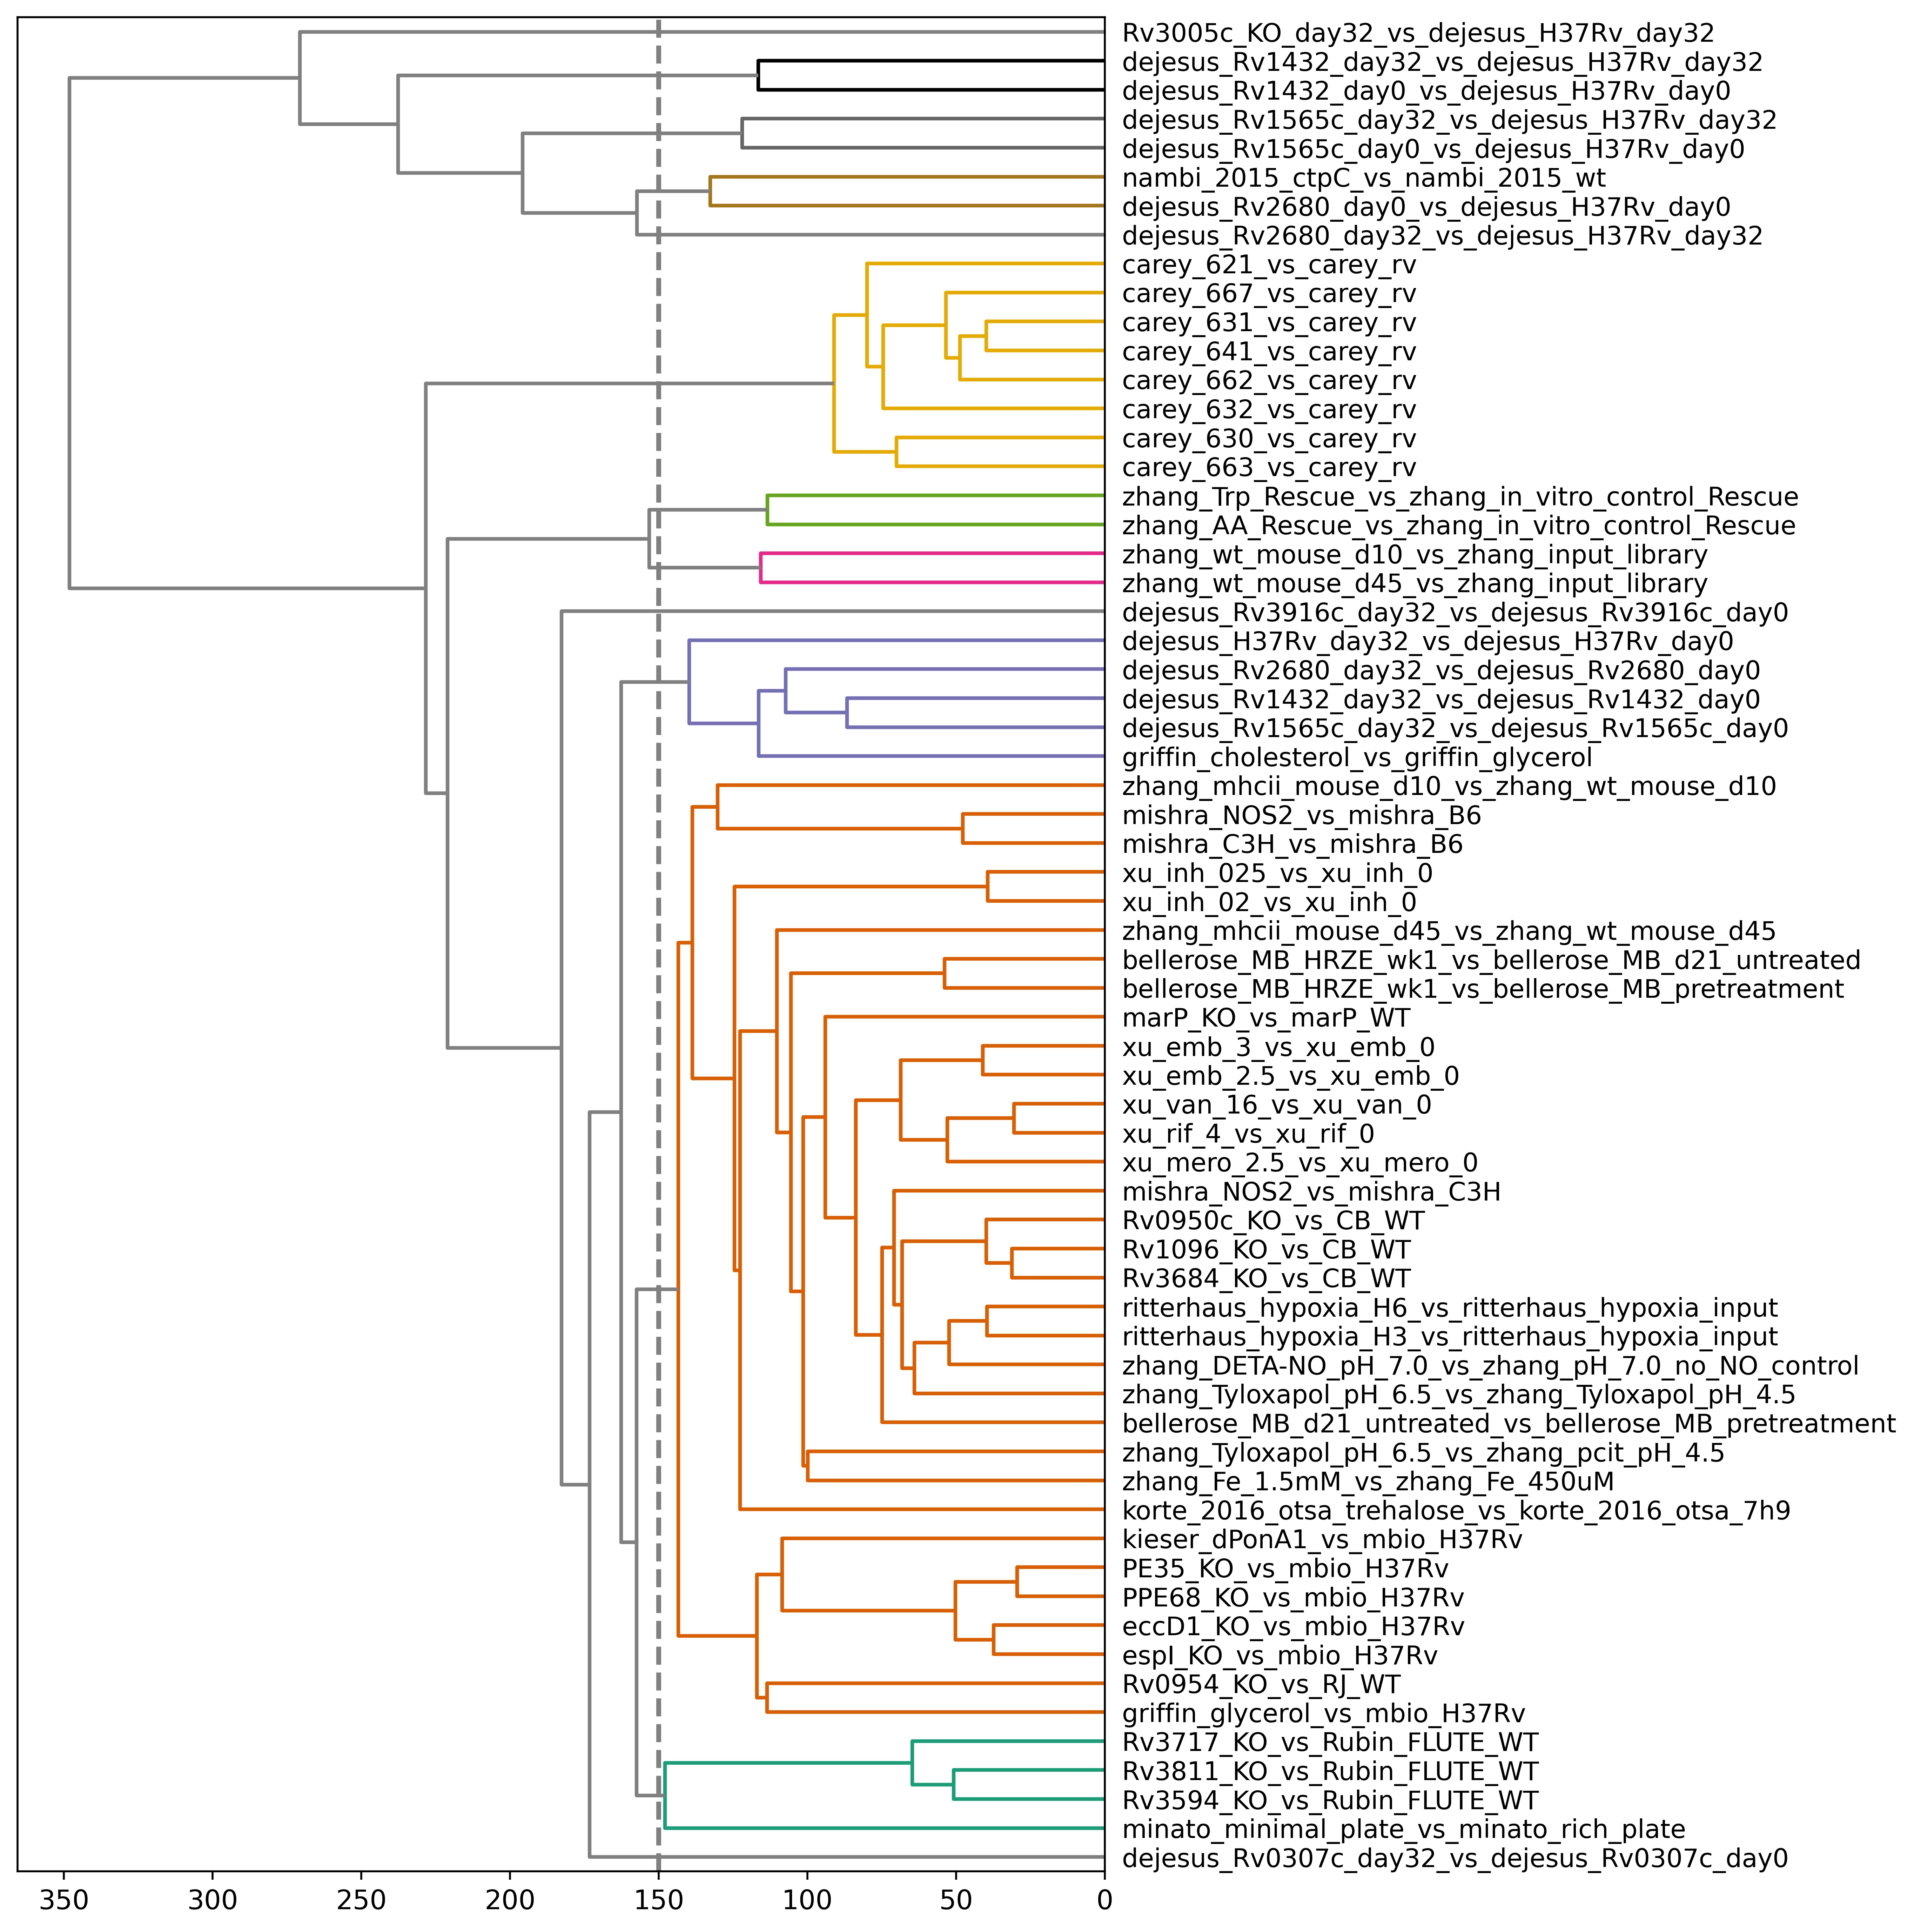 Rv3005c_KO_day32_vs_dejesus_H37Rv_day32
dejesus_Rv1432_day32_vs_dejesus_H37Rv_day32
dejesus_Rv1432_day0_vs_dejesus_H37Rv_day0
dejesus_Rv1565c_day32_vs_dejesus_H37Rv_day32
dejesus_Rv1565c_day0_vs_dejesus_H37Rv_day0
nambi_2015_ctpC_vs_nambi_2015_wt
dejesus_Rv2680_day0_vs_dejesus_H37Rv_day0
dejesus_Rv2680_day32_vs_dejesus_H37Rv_day32
carey_621_vs_carey_rv
carey_667_vs_carey_rv
carey_631_vs_carey_rv
carey_641_vs_carey_rv
carey_662_vs_carey_rv
carey_632_vs_carey_rv
carey_630_vs_carey_rv
carey_663_vs_carey_rv
zhang_Trp_Rescue_vs_zhang_in_vitro_control_Rescue
zhang_AA_Rescue_vs_zhang_in_vitro_control_Rescue
zhang_wt_mouse_d10_vs_zhang_input_library
zhang_wt_mouse_d45_vs_zhang_input_library
dejesus_Rv3916c_day32_vs_dejesus_Rv3916c_day0
dejesus_H37Rv_day32_vs_dejesus_H37Rv_day0
dejesus_Rv2680_day32_vs_dejesus_Rv2680_day0
dejesus_Rv1432_day32_vs_dejesus_Rv1432_day0
dejesus_Rv1565c_day32_vs_dejesus_Rv1565c_day0
griffin_cholesterol_vs_griffin_glycerol
zhang_mhcii_mouse_d10_vs_zhang_wt_mouse_d10
mishra_NOS2_vs_mishra_B6
mishra_C3H_vs_mishra_B6
xu_inh_025_vs_xu_inh_0
xu_inh_02_vs_xu_inh_0
zhang_mhcii_mouse_d45_vs_zhang_wt_mouse_d45
bellerose_MB_HRZE_wk1_vs_bellerose_MB_d21_untreated
bellerose_MB_HRZE_wk1_vs_bellerose_MB_pretreatment
marP_KO_vs_marP_WT
xu_emb_3_vs_xu_emb_0
xu_emb_2.5_vs_xu_emb_0
xu_van_16_vs_xu_van_0
xu_rif_4_vs_xu_rif_0
xu_mero_2.5_vs_xu_mero_0
mishra_NOS2_vs_mishra_C3H
Rv0950c_KO_vs_CB_WT
Rv1096_KO_vs_CB_WT
Rv3684_KO_vs_CB_WT
ritterhaus_hypoxia_H6_vs_ritterhaus_hypoxia_input
ritterhaus_hypoxia_H3_vs_ritterhaus_hypoxia_input
zhang_DETA-NO_pH_7.0_vs_zhang_pH_7.0_no_NO_control
zhang_Tyloxapol_pH_6.5_vs_zhang_Tyloxapol_pH_4.5
bellerose_MB_d21_untreated_vs_bellerose_MB_pretreatment
zhang_Tyloxapol_pH_6.5_vs_zhang_pcit_pH_4.5
zhang_Fe_1.5mM_vs_zhang_Fe_450uM
korte_2016_otsa_trehalose_vs_korte_2016_otsa_7h9
kieser_dPonA1_vs_mbio_H37Rv
PE35_KO_vs_mbio_H37Rv
PPE68_KO_vs_mbio_H37Rv
eccD1_KO_vs_mbio_H37Rv
espI_KO_vs_mbio_H37Rv
Rv0954_KO_vs_RJ_WT
griffin_glycerol_vs_mbio_H37Rv
Rv3717_KO_vs_Rubin_FLUTE_WT
Rv3811_KO_vs_Rubin_FLUTE_WT
Rv3594_KO_vs_Rubin_FLUTE_WT
minato_minimal_plate_vs_minato_rich_plate
dejesus_Rv0307c_day32_vs_dejesus_Rv0307c_day0
350 300 250 200 150 100 50 0